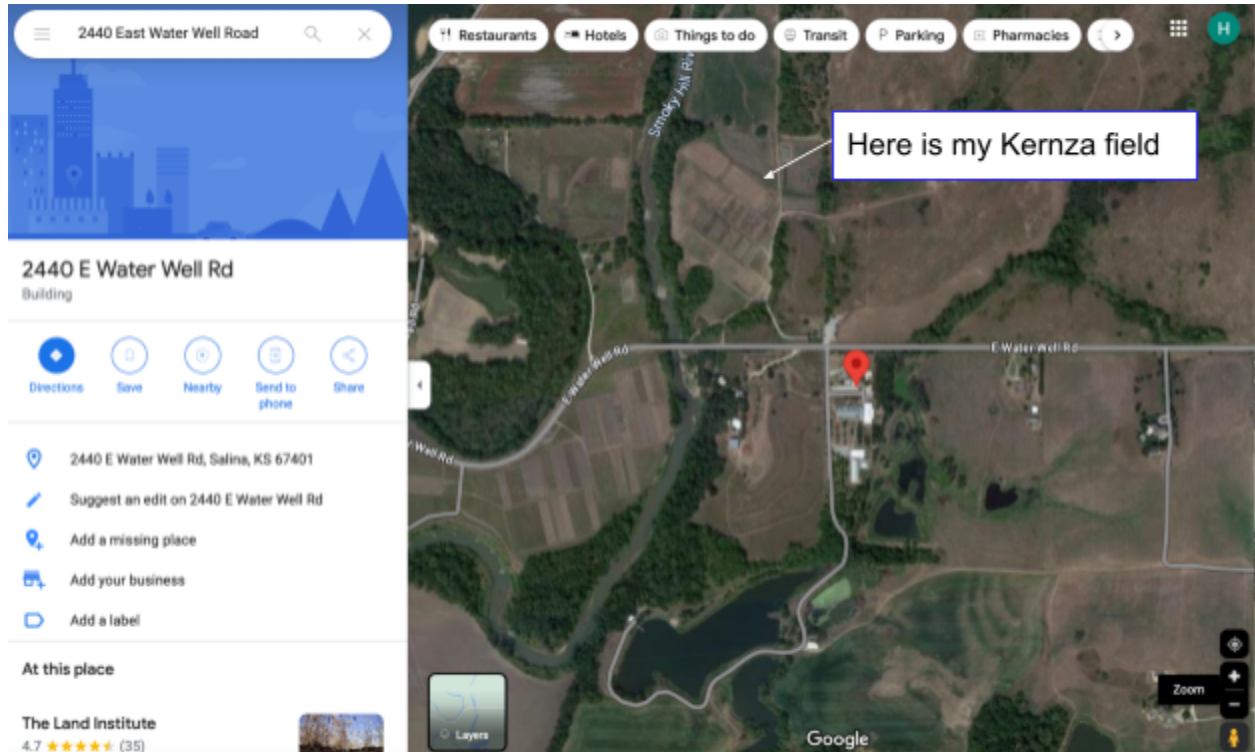 2440 East Water Well Road
Restaurants
Hotels
Things to do
Transit
Parking
Pharmacies
H
Smoky Hill Riv
Here is my Kernza field
2440 E Water Well Rd
Building
Directions
Save
Nearby
Send to
phone
Share
E Water Well Rd
E Water Well Rd
Well Rd
2440 E Water Well Rd, Salina, KS 67401
Suggest an edit on 2440 E Water Well Rd
Add a missing place
Add your business
Add a label
At this place
The Land Institute
4.7 ★★★★★ (35)
Layers
Google
Zoom